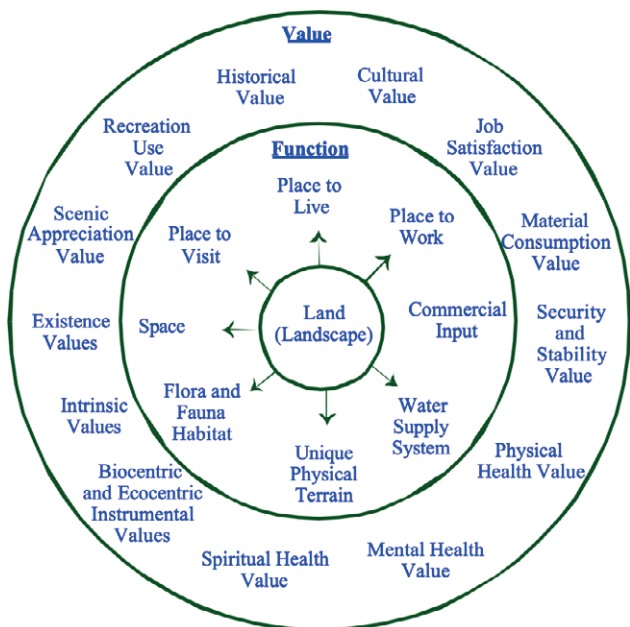 Value
Historical
Value
Cultural
Value
Recreation
Use
Value
Job
Satisfaction
Value
Scenic
Appreciation
Value
Material
Consumption
Value
Existence
Values
Security
and
Stability
Value
Intrinsic
Values
Physical
Health Value
Biocentric
and Ecocentric
Instrumental
Values
Spiritual Health
Value
Mental Health
Value
Function
Place to
Live
Place to
Visit
Place to
Work
Space
Land
(Landscape)
Commercial
Input
Flora and
Fauna
Habitat
Unique
Physical
Terrain
Water
Supply
System